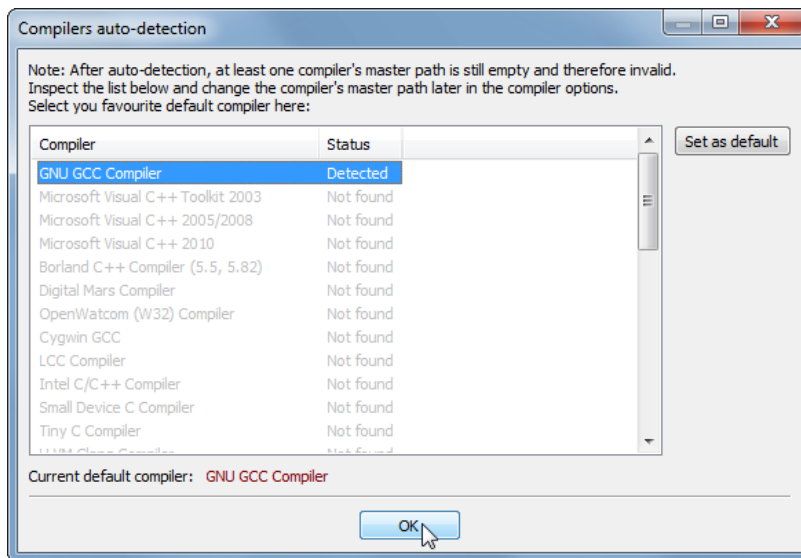 Compilers auto-detection
Note: After auto-detection, at least one compiler's master path is still empty and therefore invalid.
Inspect the list below and change the compiler's master path later in the compiler options.
Select you favourite default compiler here:
Compiler Status
Set as default
GNU GCC Compiler Detected
Microsoft Visual C++ Toolkit 2003 Not found
Microsoft Visual C++ 2005/2008 Not found
Microsoft Visual C++ 2010 Not found
Borland C++ Compiler (5.5, 5.82) Not found
Digital Mars Compiler Not found
OpenWatcom (W32) Compiler Not found
Cygwin GCC Not found
LCC Compiler Not found
Intel C/C++ Compiler Not found
Small Device C Compiler Not found
Tiny C Compiler Not found
Current default compiler: GNU GCC Compiler
OK